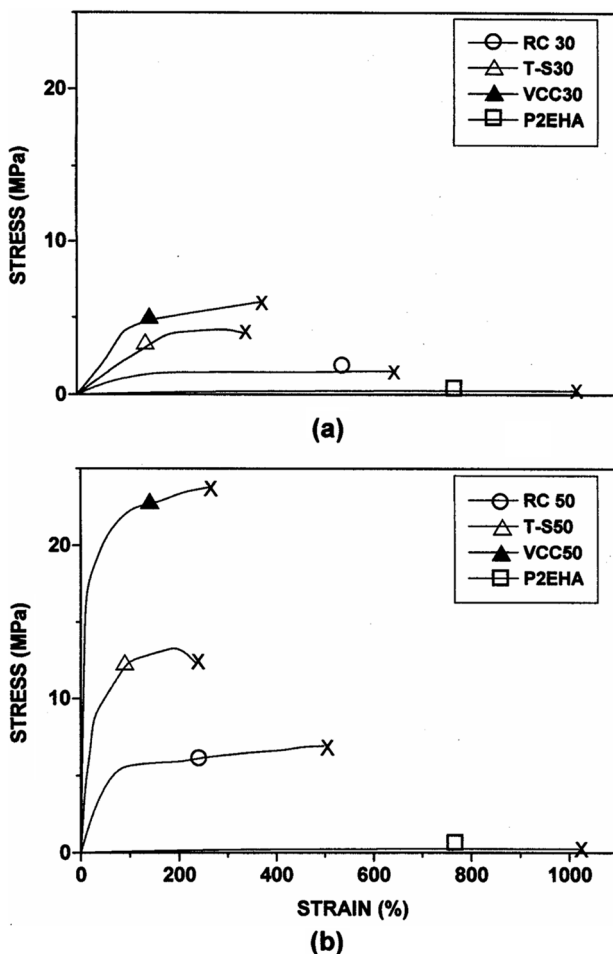 RC 30
T-S30
VCC30
P2EHA
20
10
0
STRESS (MPa)
X
X
X
X
(a)
RC 50
T-S50
VCC50
P2EHA
20
10
0
STRESS (MPa)
X
X
X
X
0 200 400 600 800 1000
STRAIN (%)
(b)